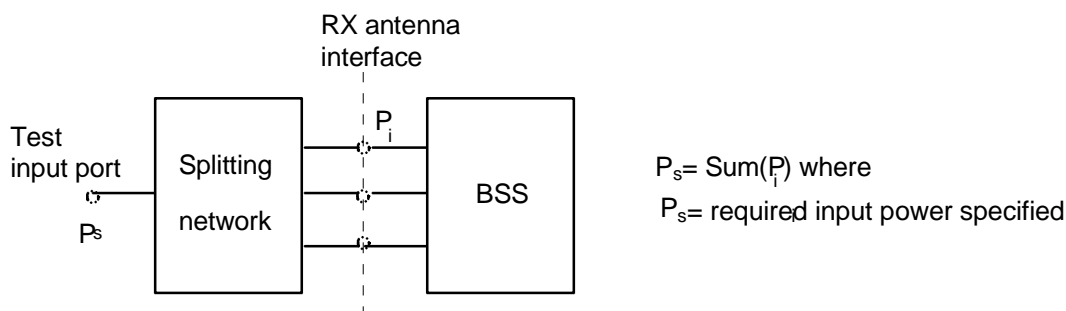 RX antenna
interface
Test
input port
Ps
Splitting
network
Pi
BSS
Ps= Sum(Pi) where
Ps= required input power specified